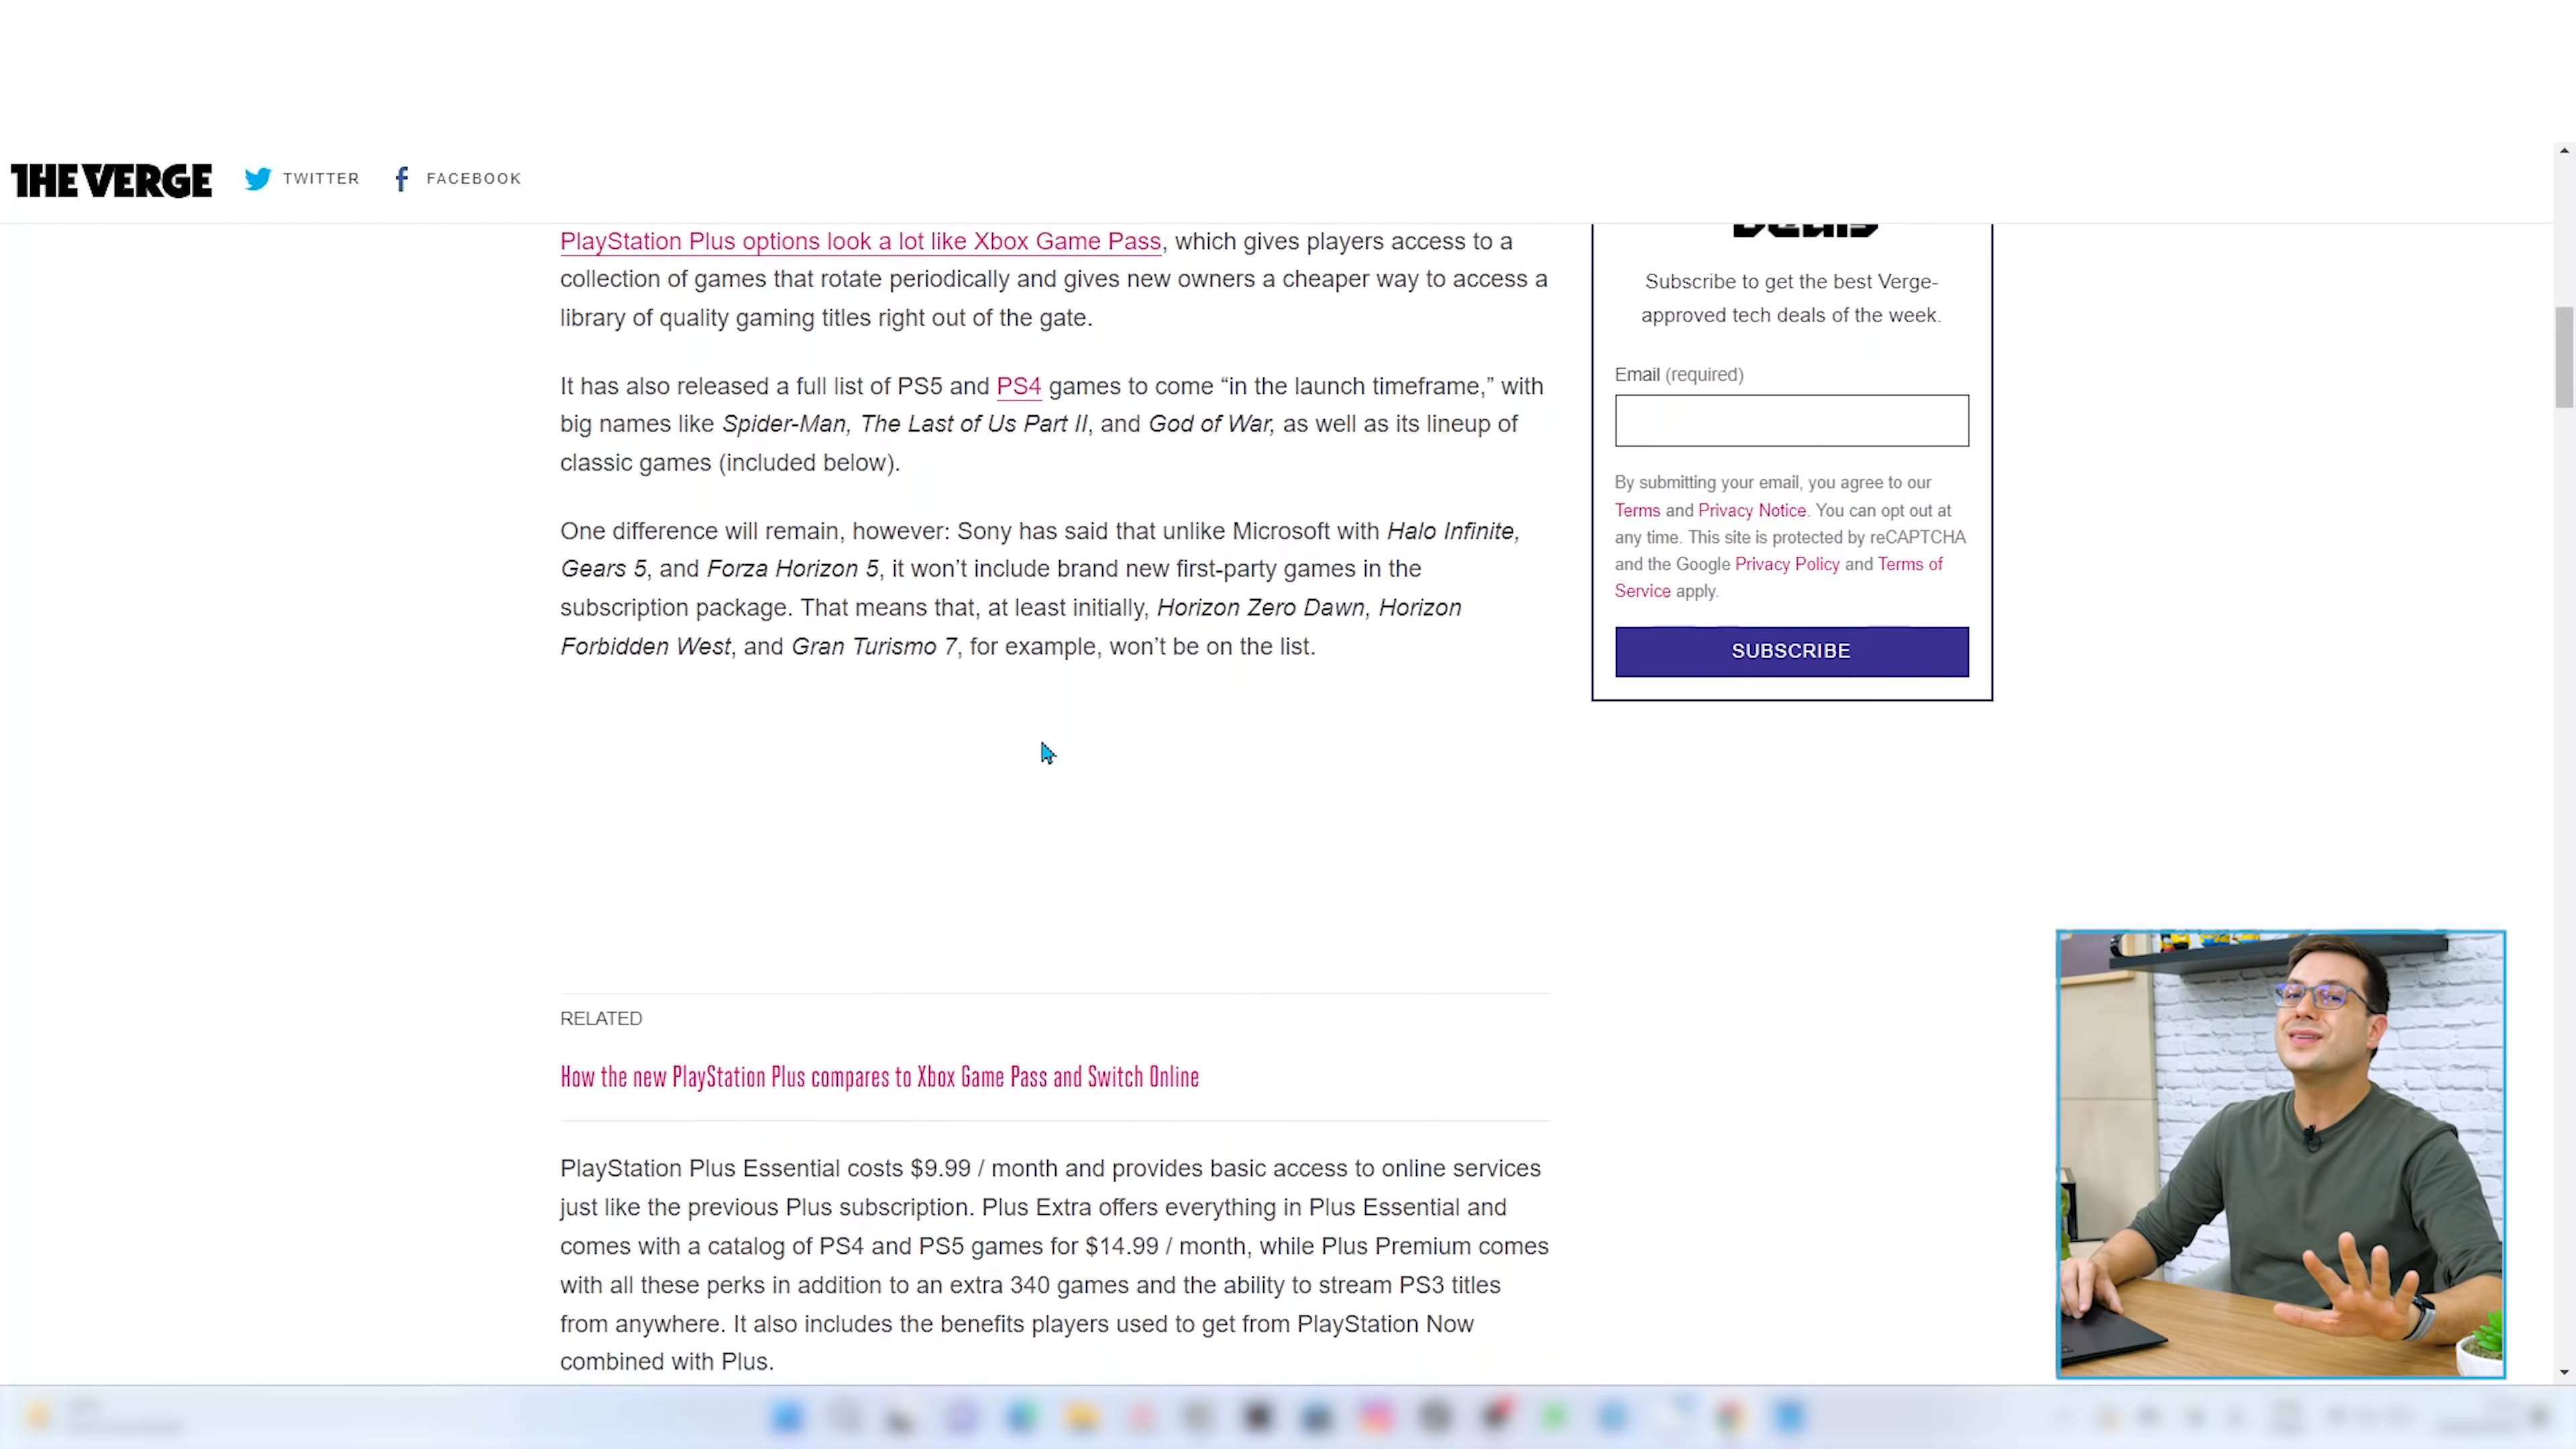 THE VERGE
TWITTER
FACEBOOK
PlayStation Plus options look a lot like Xbox Game Pass, which gives players access to a
collection of games that rotate periodically and gives new owners a cheaper way to access a
library of quality gaming titles right out of the gate.
It has also released a full list of PS5 and PS4 games to come “in the launch timeframe,” with
big names like Spider-Man, The Last of Us Part II, and God of War, as well as its lineup of
classic games (included below).
One difference will remain, however: Sony has said that unlike Microsoft with Halo Infinite,
Gears 5, and Forza Horizon 5, it won’t include brand new first-party games in the
subscription package. That means that, at least initially, Horizon Zero Dawn, Horizon
Forbidden West, and Gran Turismo 7, for example, won’t be on the list.
RELATED
How the new PlayStation Plus compares to Xbox Game Pass and Switch Online
PlayStation Plus Essential costs $9.99 / month and provides basic access to online services
just like the previous Plus subscription. Plus Extra offers everything in Plus Essential and
comes with a catalog of PS4 and PS5 games for $14.99 / month, while Plus Premium comes
with all these perks in addition to an extra 340 games and the ability to stream PS3 titles
from anywhere. It also includes the benefits players used to get from PlayStation Now
combined with Plus.
Deals
Subscribe to get the best Verge-
approved tech deals of the week.
Email (required)
By submitting your email, you agree to our
Terms and Privacy Notice. You can opt out at
any time. This site is protected by reCAPTCHA
and the Google Privacy Policy and Terms of
Service apply.
SUBSCRIBE